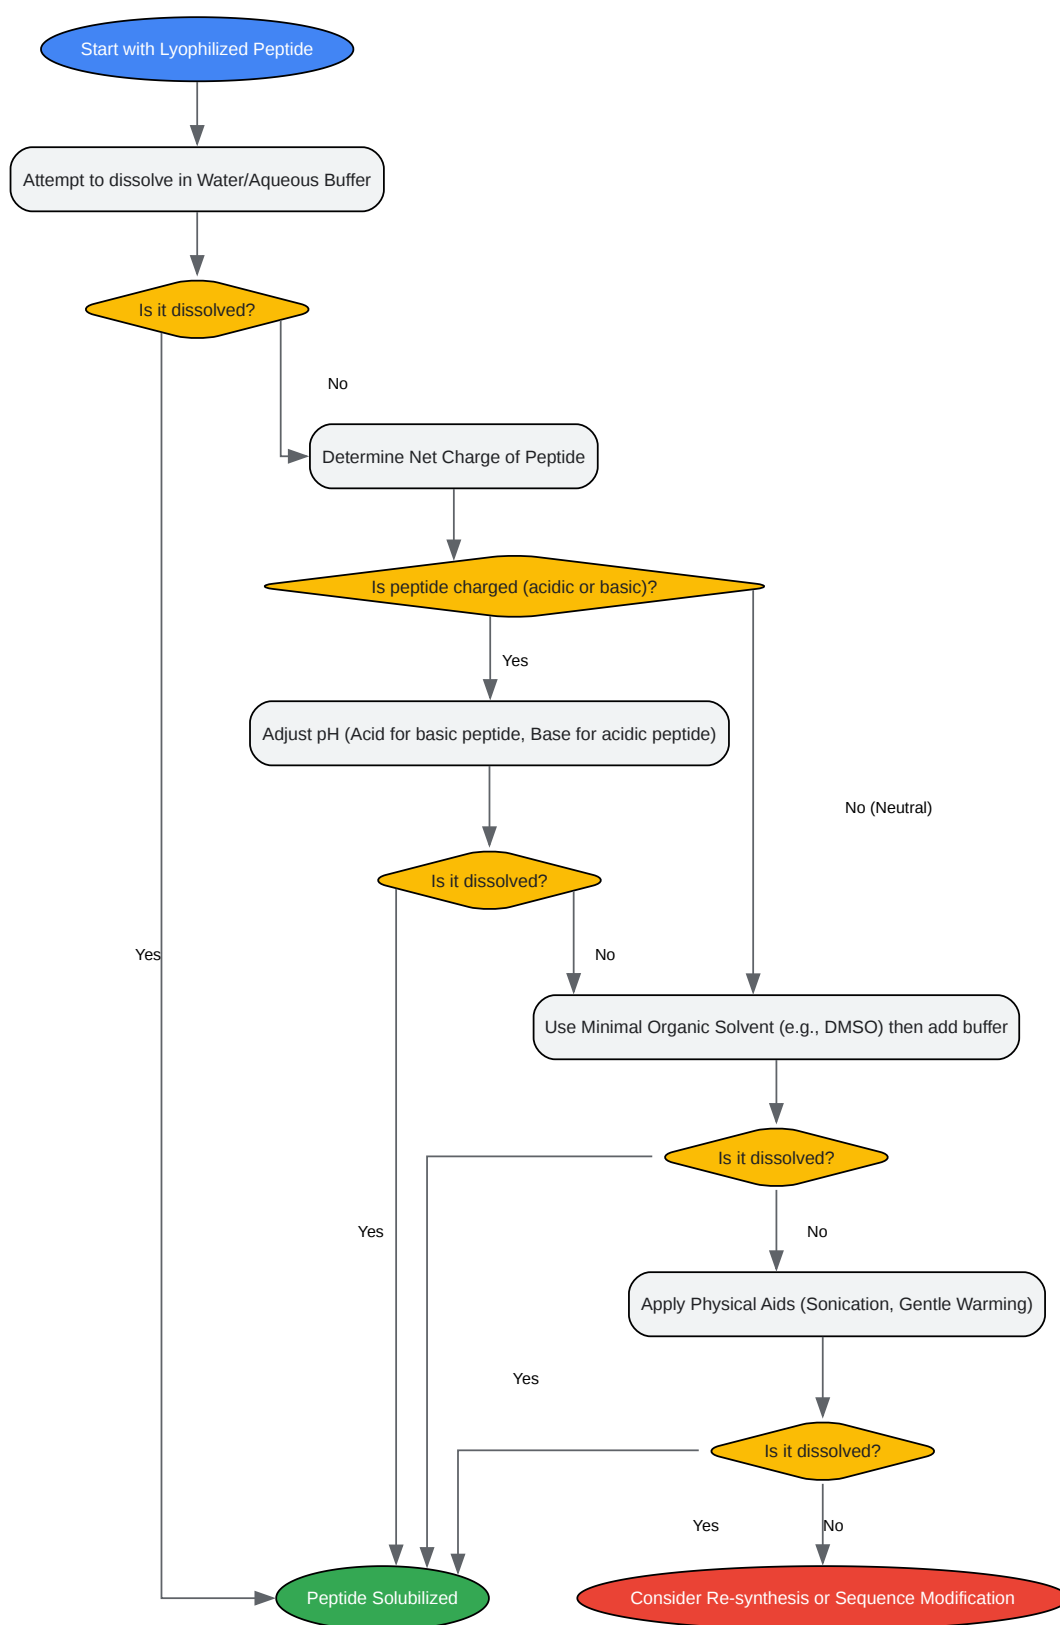 Start with Lyophilized Peptide
Attempt to dissolve in Water/Aqueous Buffer
Is it dissolved?
No
Determine Net Charge of Peptide
Is peptide charged (acidic or basic)?
Yes
Adjust pH (Acid for basic peptide, Base for acidic peptide)
No (Neutral)
Is it dissolved?
Yes
No
Use Minimal Organic Solvent (e.g., DMSO) then add buffer
Is it dissolved?
Yes
No
Apply Physical Aids (Sonication, Gentle Warming)
Yes
Is it dissolved?
Yes
No
Peptide Solubilized
Consider Re-synthesis or Sequence Modification